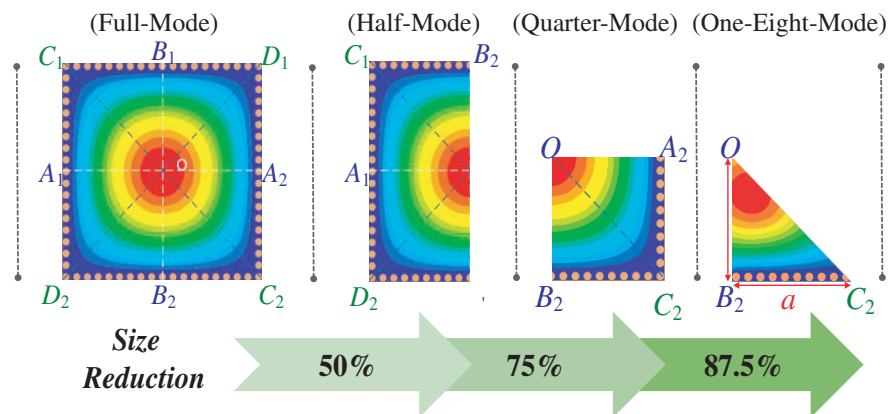 (Full-Mode) (Half-Mode) (Quarter-Mode) (One-Eight-Mode)
C1 B1 D1 C1 B2
A1 O A2 A1 O A2 O
D2 B2 C2 D2 B2 C2 B2 a C2
Size
Reduction 50% 75% 87.5%